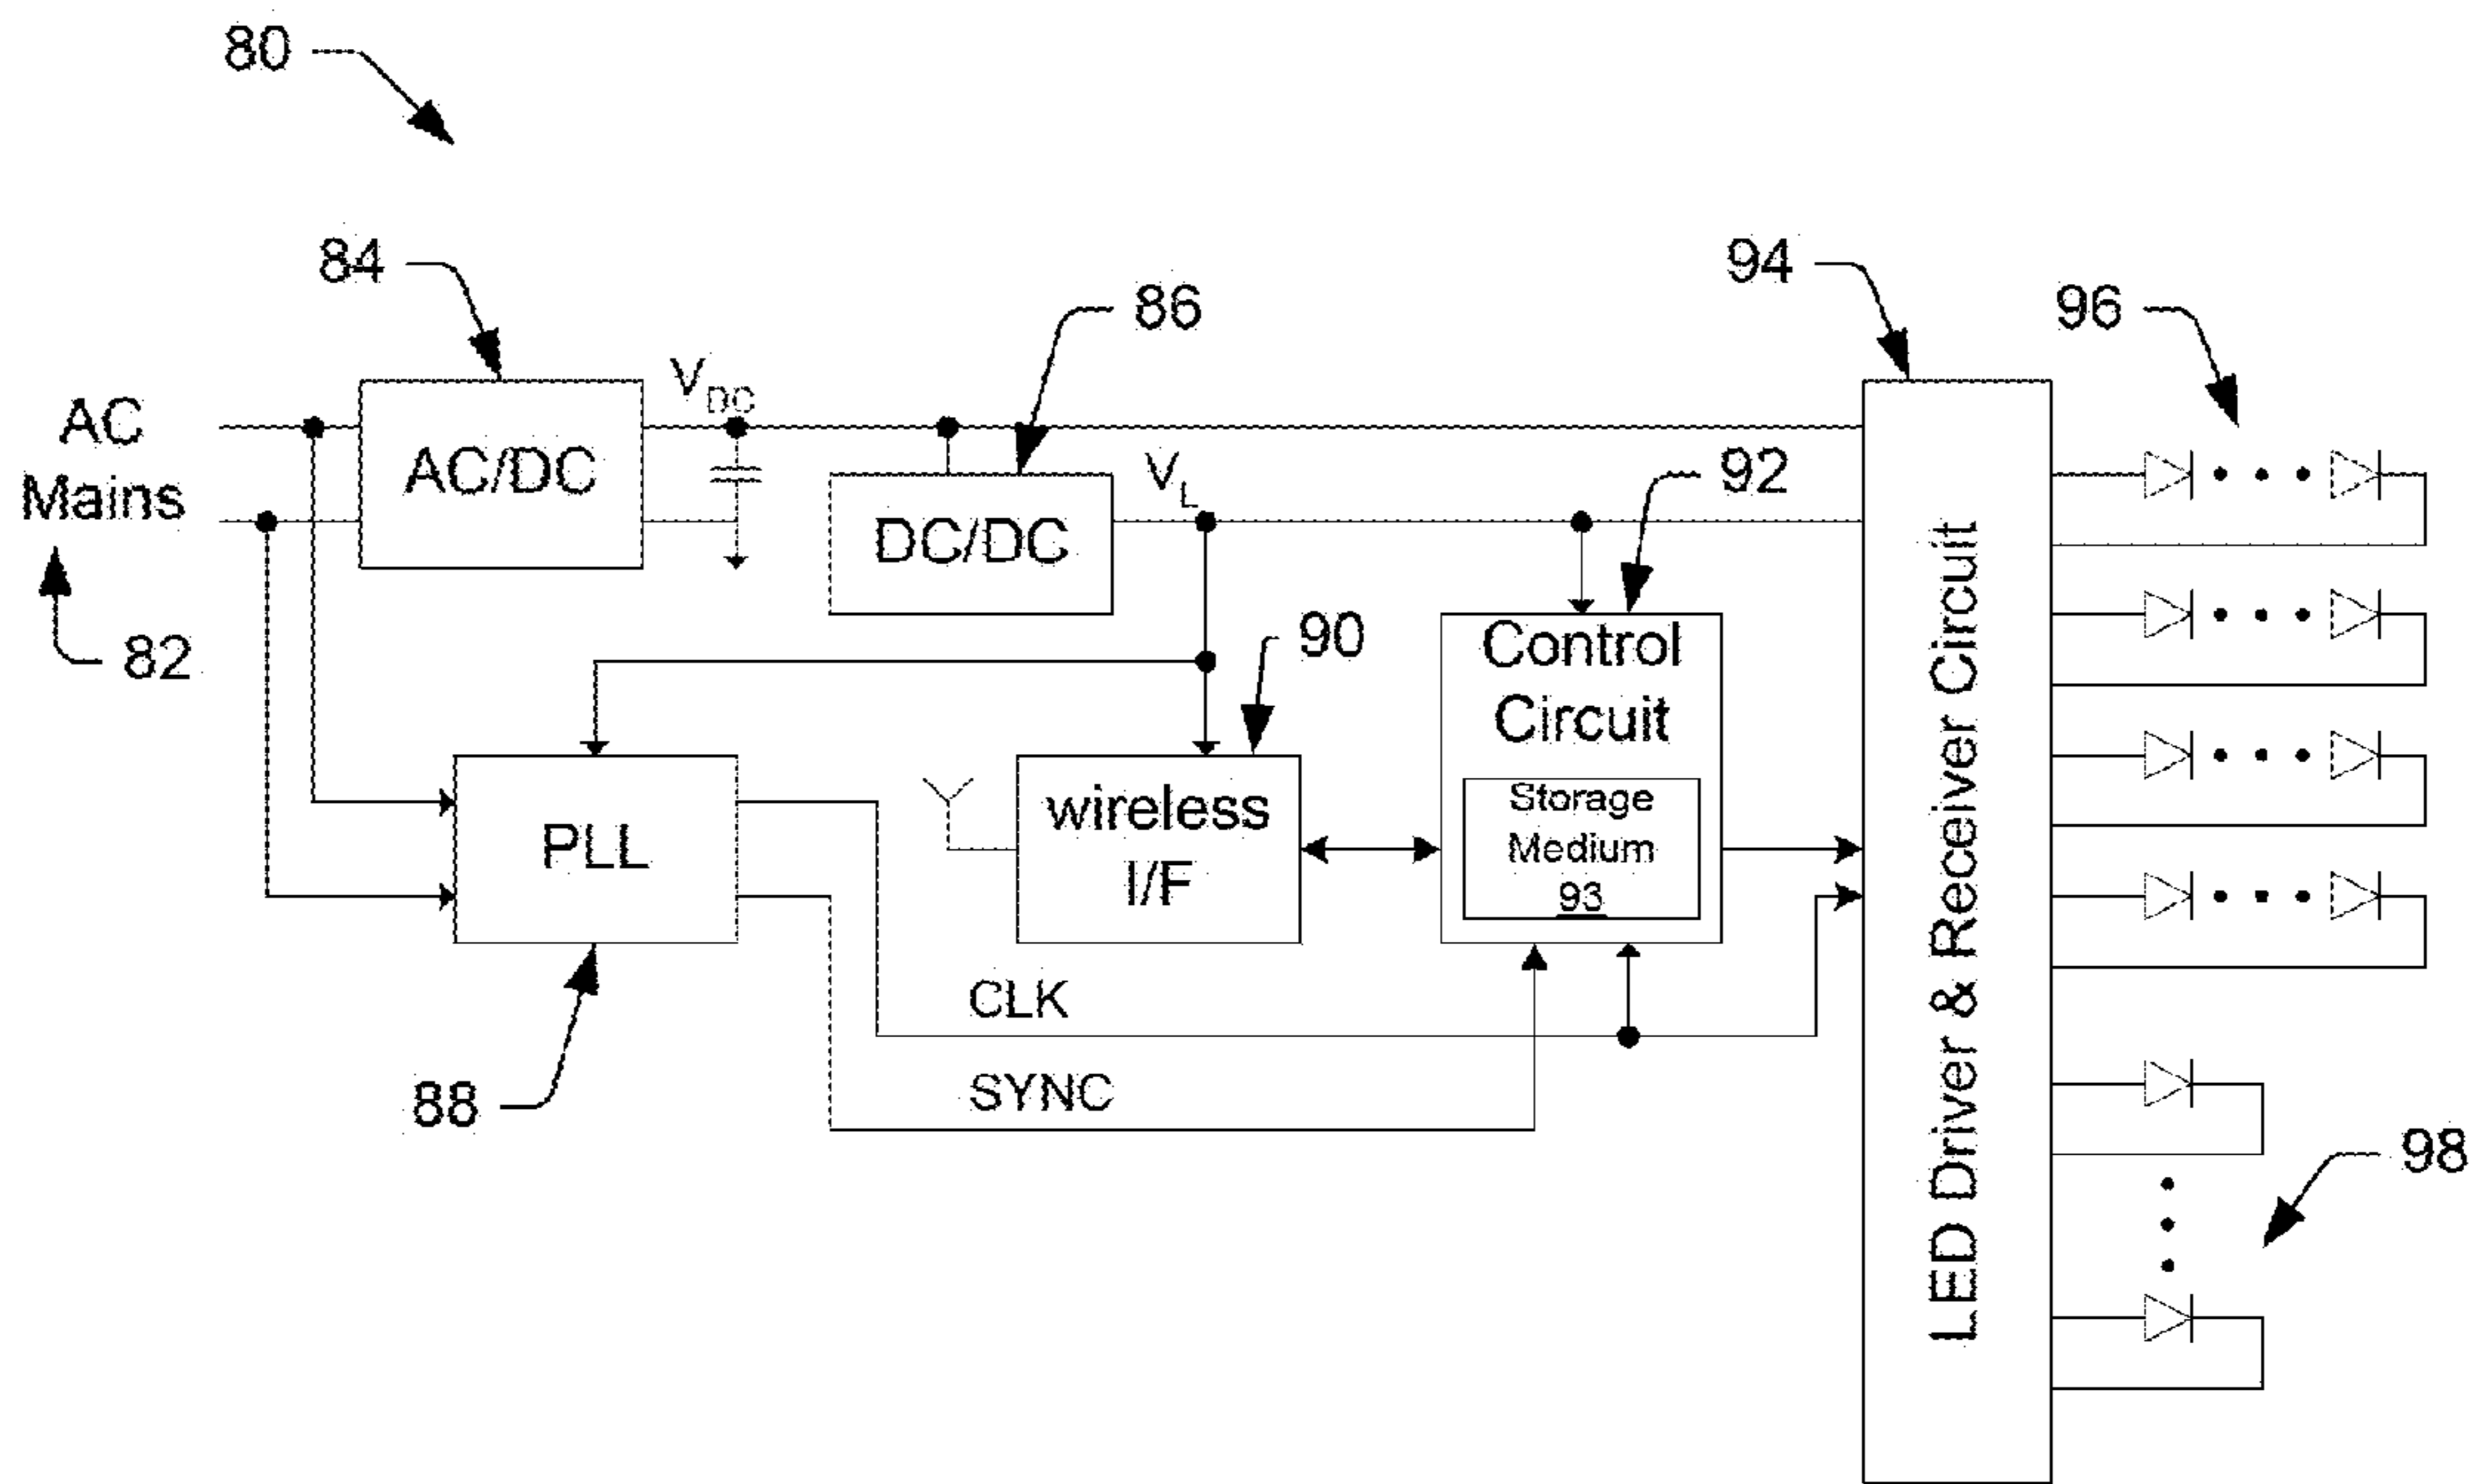 80
84
94
86
96
V_DC
AC
Mains
AC/DC
V_L
92
DC/DC
82
90
Control
Circuit
PLL
wireless
I/F
Storage
Medium
93
LED Driver & Receiver Circuit
CLK
SYNC
88
98